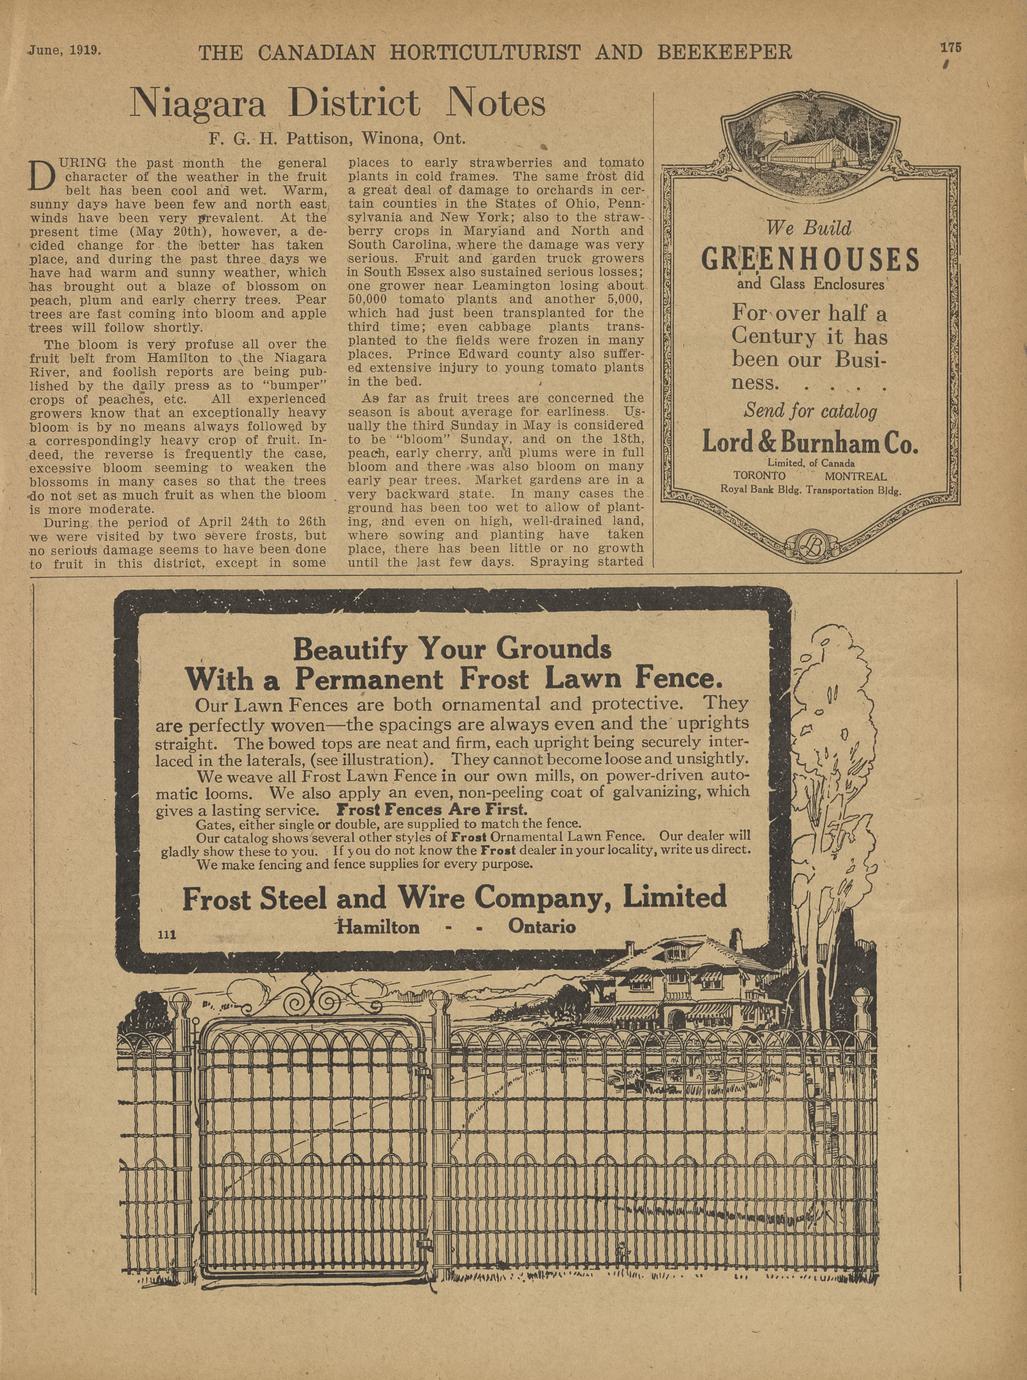 June, 1919.
THE CANADIAN HORTICULTURIST AND BEEKEEPER
175
Niagara District Notes
F. G. H. Pattison, Winona, Ont.
DURING the past month the general
character of the weather in the fruit
belt has been cool and wet. Warm,
sunny days have been few and north east
winds have been very prevalent. At the
present time (May 20th), however, a de-
cided change for the better has taken
place, and during the past three days we
have had warm and sunny weather, which
has brought out a blaze of blossom on
peach, plum and early cherry trees. Pear
trees are fast coming into bloom and apple
trees will follow shortly.
The bloom is very profuse all over the
fruit belt from Hamilton to the Niagara
River, and foolish reports are being pub-
lished by the daily press as to "bumper"
crops of peaches, etc. All experienced
growers know that an exceptionally heavy
bloom is by no means always followed by
a correspondingly heavy crop of fruit. In-
deed, the reverse is frequently the case,
excessive bloom seeming to weaken the
blossoms in many cases so that the trees
do not set as much fruit as when the bloom
is more moderate.
During the period of April 24th to 26th
we were visited by two severe frosts, but
no serious damage seems to have been done
to fruit in this district, except in some
places to early strawberries and tomato
plants in cold frames. The same frost did
a great deal of damage to orchards in cer-
tain counties in the States of Ohio, Penn-
sylvania and New York; also to the straw-
berry crops in Maryland and North and
South Carolina, where the damage was very
serious. Fruit and garden truck growers
in South Essex also sustained serious losses;
one grower near Leamington losing about
50,000 tomato plants and another 5,000,
which had just been transplanted for the
third time; even cabbage plants trans-
planted to the fields were frozen in many
places. Prince Edward county also suffer-
ed extensive injury to young tomato plants
in the bed.
As far as fruit trees are concerned the
season is about average for earliness. Us-
ually the third Sunday in May is considered
to be "bloom" Sunday, and on the 18th,
peach, early cherry, and plums were in full
bloom and there was also bloom on many
early pear trees. Market gardens are in a
very backward state. In many cases the
ground has been too wet to allow of plant-
ing, and even on high, well-drained land,
where sowing and planting have taken
place, there has been little or no growth
until the last few days. Spraying started
We Build
GREENHOUSES
and Glass Enclosures
For over half a
Century it has
been our Busi-
ness. . . . .
Send for catalog
Lord & Burnham Co.
Limited, of Canada
TORONTO MONTREAL
Royal Bank Bldg. Transportation Bldg.
LB
Beautify Your Grounds
With a Permanent Frost Lawn Fence.
Our Lawn Fences are both ornamental and protective. They
are perfectly woven—the spacings are always even and the uprights
straight. The bowed tops are neat and firm, each upright being securely inter-
laced in the laterals, (see illustration). They cannot become loose and unsightly.
We weave all Frost Lawn Fence in our own mills, on power-driven auto-
matic looms. We also apply an even, non-peeling coat of galvanizing, which
gives a lasting service. Frost Fences Are First.
Gates, either single or double, are supplied to match the fence.
Our catalog shows several other styles of Frost Ornamental Lawn Fence. Our dealer will
gladly show these to you. If you do not know the Frost dealer in your locality, write us direct.
We make fencing and fence supplies for every purpose.
Frost Steel and Wire Company, Limited
Hamilton - - Ontario
111